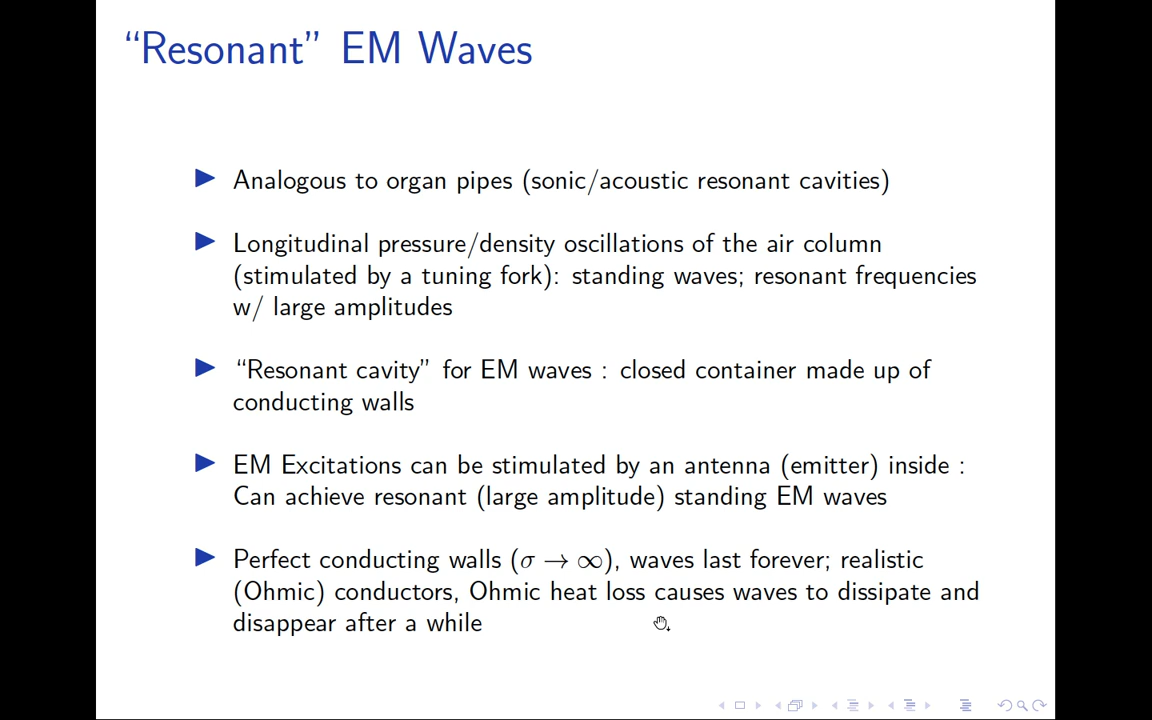 “Resonant” EM Waves
Analogous to organ pipes (sonic/acoustic resonant cavities)
Longitudinal pressure/density oscillations of the air column
(stimulated by a tuning fork): standing waves; resonant frequencies
w/ large amplitudes
“Resonant cavity” for EM waves : closed container made up of
conducting walls
EM Excitations can be stimulated by an antenna (emitter) inside :
Can achieve resonant (large amplitude) standing EM waves
Perfect conducting walls (σ → ∞), waves last forever; realistic
(Ohmic) conductors, Ohmic heat loss causes waves to dissipate and
disappear after a while